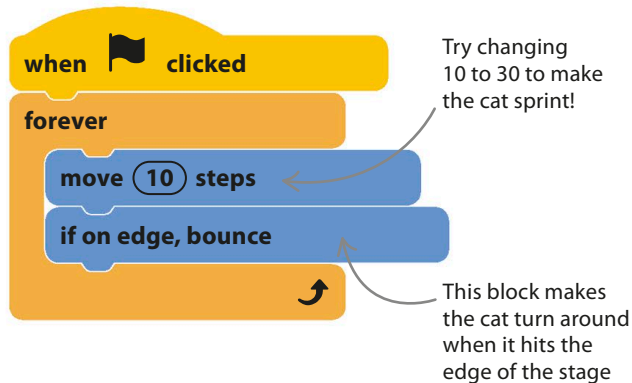 when clicked
Try changing
10 to 30 to make
the cat sprint!
forever
move 10 steps
if on edge, bounce
This block makes
the cat turn around
when it hits the
edge of the stage